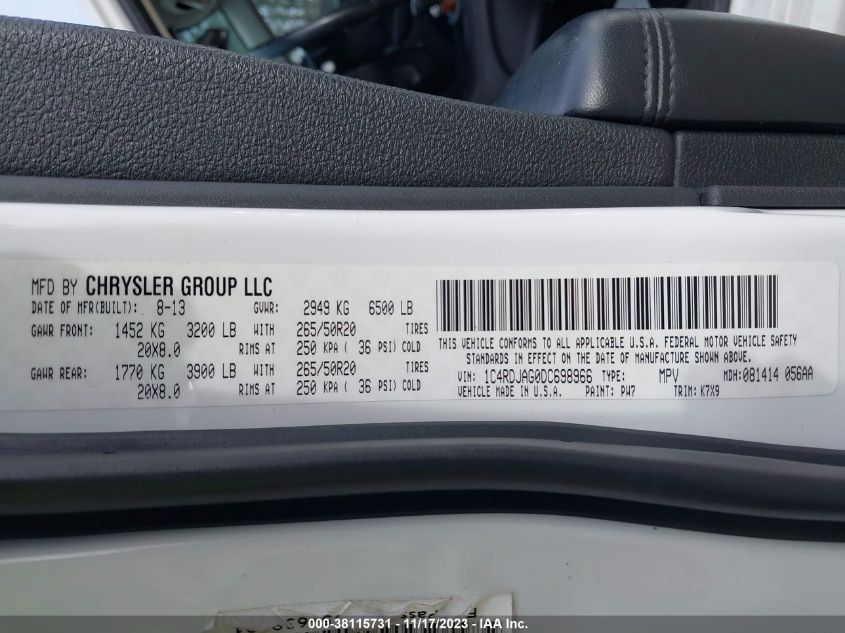 MFD BY CHRYSLER GROUP LLC
DATE OF MFR(BUILT): 8-13 GVWR: 2949 KG 6500 LB
GAWR FRONT: 1452 KG 3200 LB WITH 265/50R20 TIRES
20X8.0 RIMS AT 250 KPA ( 36 PSI) COLD
GAWR REAR: 1770 KG 3900 LB WITH 265/50R20 TIRES
20X8.0 RIMS AT 250 KPA ( 36 PSI) COLD
THIS VEHICLE CONFORMS TO ALL APPLICABLE U.S.A. FEDERAL MOTOR VEHICLE SAFETY
STANDARDS IN EFFECT ON THE DATE OF MANUFACTURE SHOWN ABOVE.
VIN: 1C4RDJAG0DC698966 TYPE: MPV MDH:081414 056AA
VEHICLE MADE IN U.S.A. PAINT: PW7 TRIM: K7X9
000-38115731 - 11/17/2023 - IAAI.COM